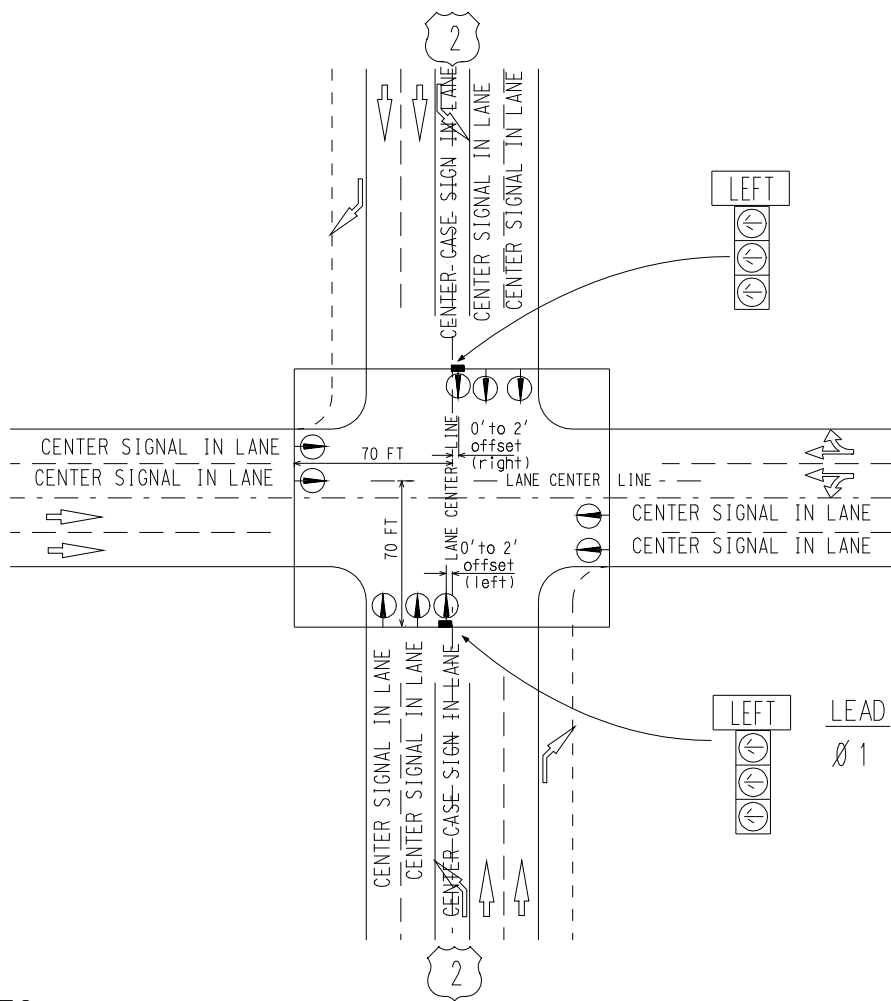 2
CENTER CASE SIGN IN LANE
CENTER SIGNAL IN LANE
CENTER SIGNAL IN LANE
LEFT
0' to 2'
offset
(right)
CENTER SIGNAL IN LANE
CENTER SIGNAL IN LANE
70 FT
LANE CENTER LINE
LANE CENTER LINE
70 FT
CENTER SIGNAL IN LANE
CENTER SIGNAL IN LANE
0' to 2'
offset
(left)
CENTER SIGNAL IN LANE
CENTER SIGNAL IN LANE
CENTER CASE SIGN IN LANE
LEFT
LEAD
Ø 1
2